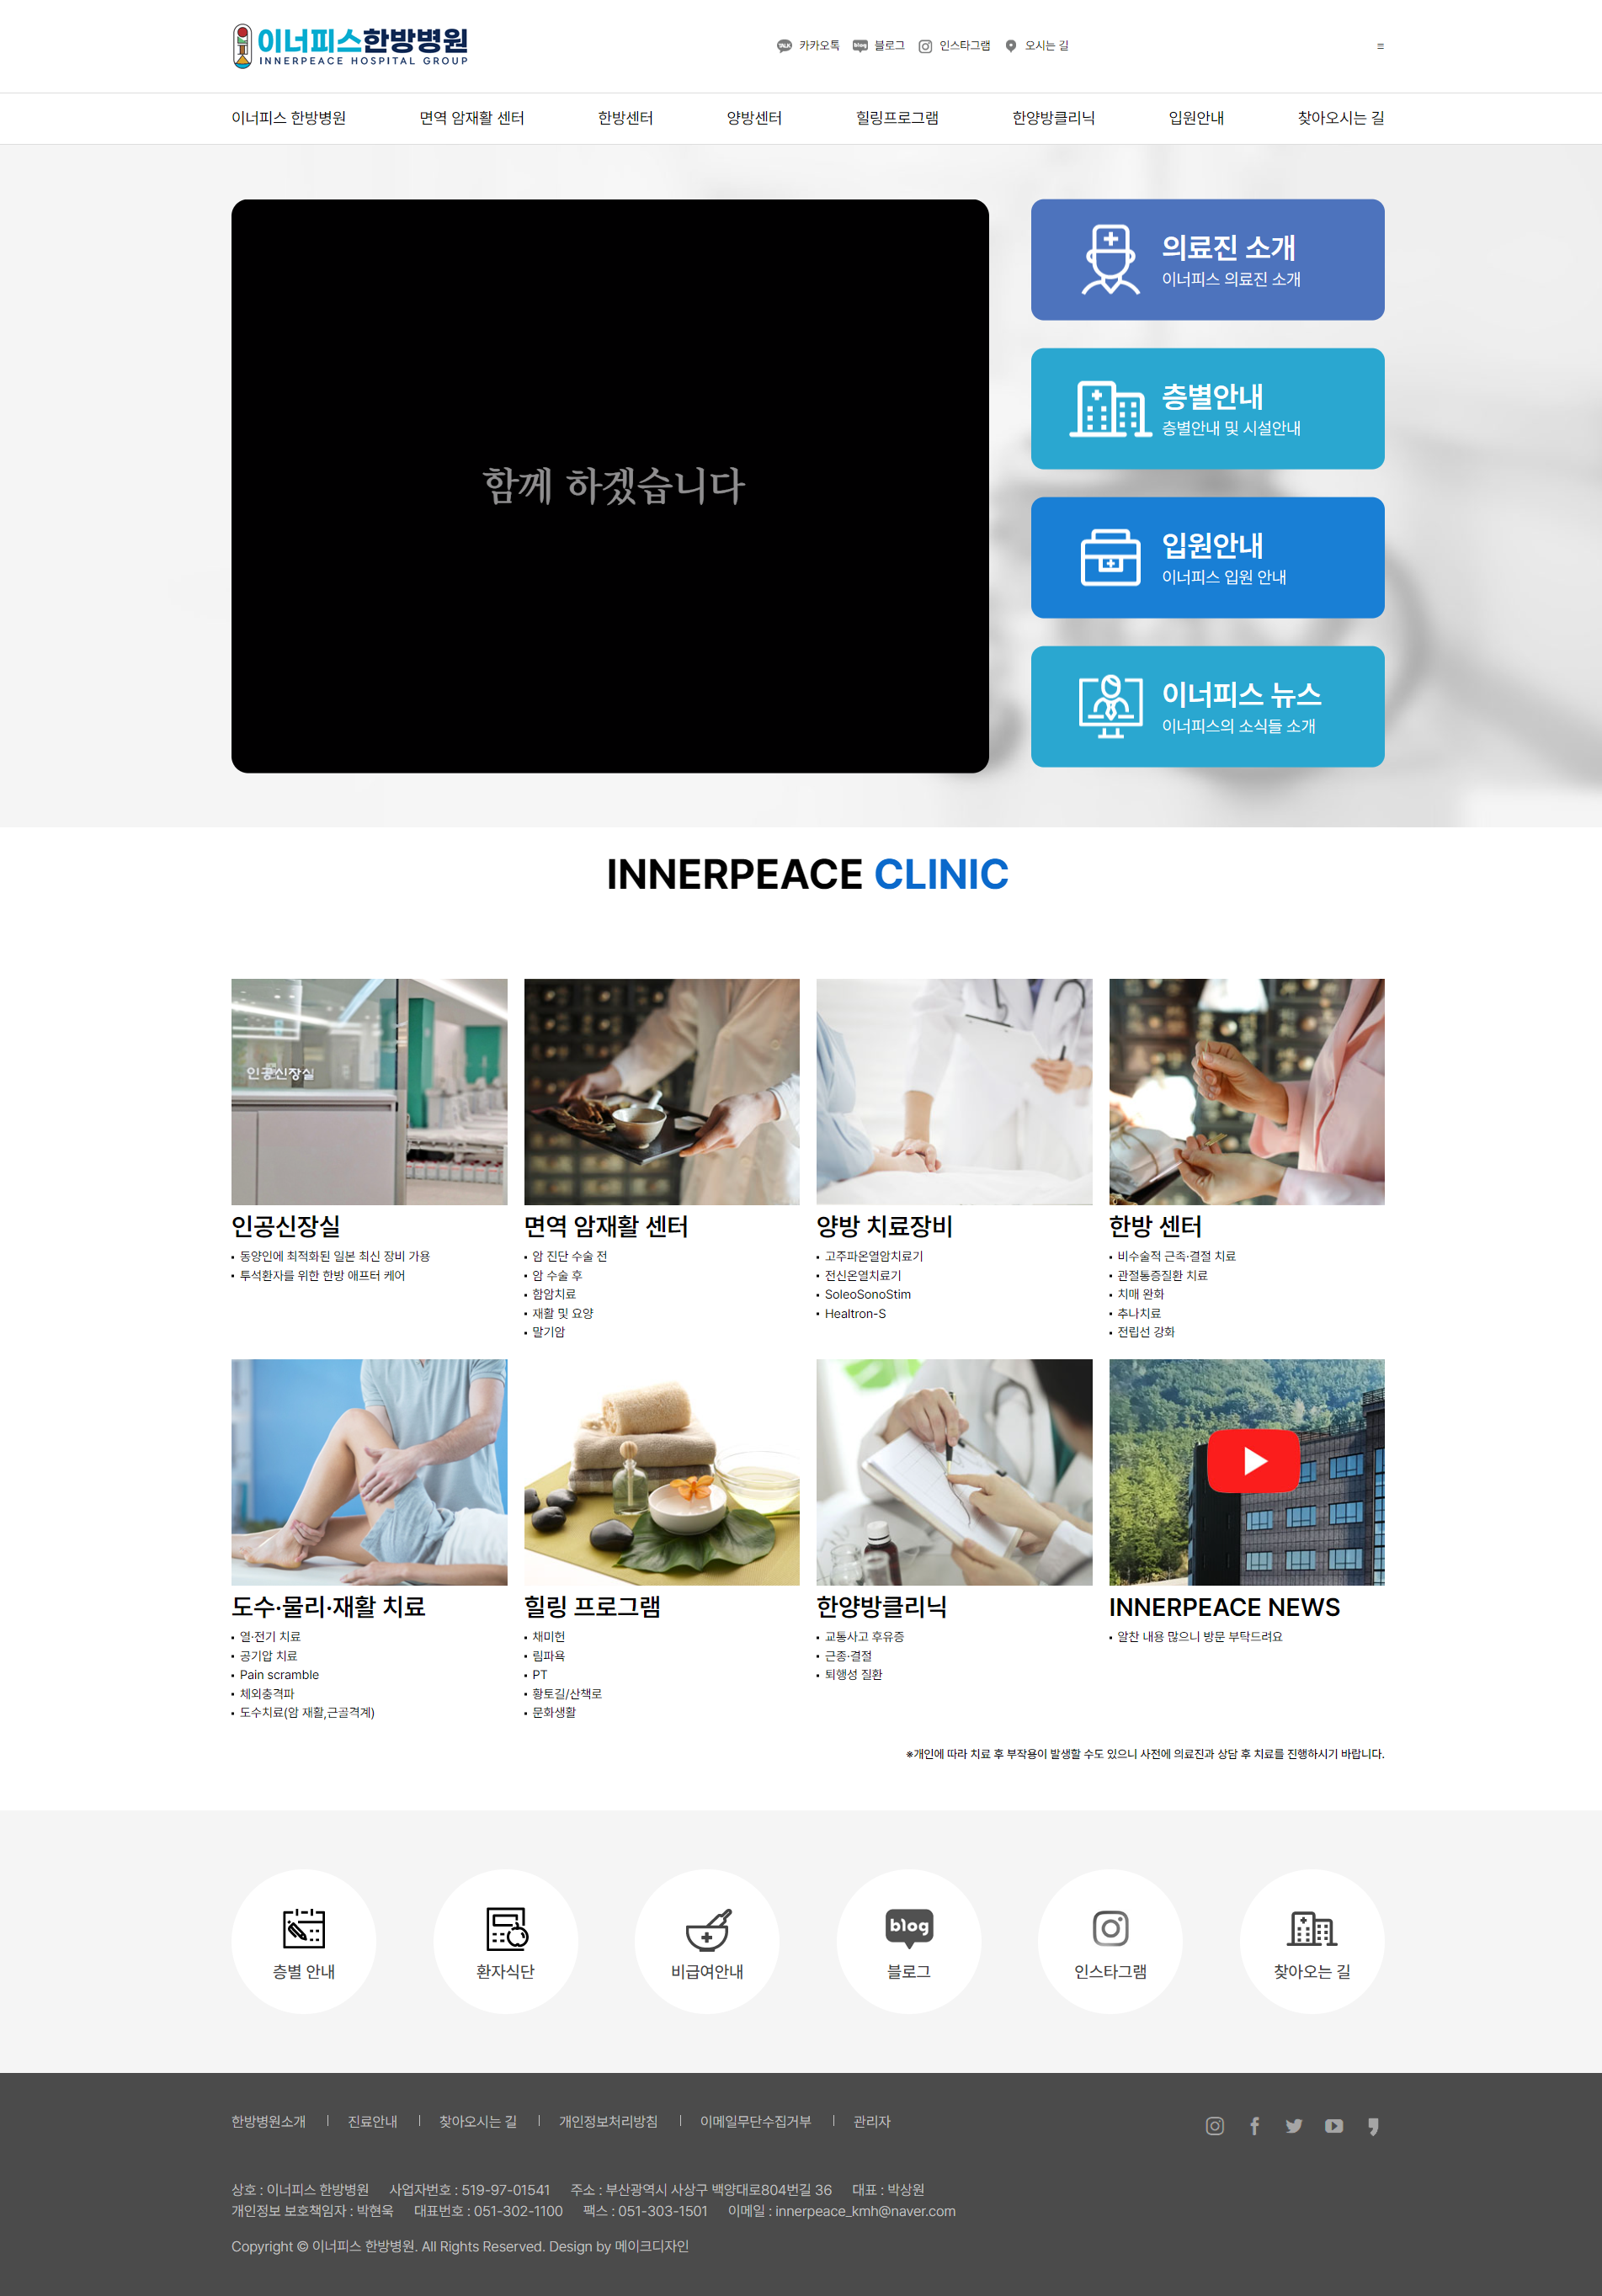 이너피스한방병원
INNERPEACE HOSPITAL GROUP
TALK 카카오톡 blog 블로그 인스타그램 오시는 길
이너피스 한방병원 면역 암재활 센터 한방센터 양방센터 힐링프로그램 한양방클리닉 입원안내 찾아오시는 길
함께 하겠습니다
의료진 소개
이너피스 의료진 소개
층별안내
층별안내 및 시설안내
입원안내
이너피스 입원 안내
이너피스 뉴스
이너피스의 소식들 소개
INNERPEACE CLINIC
인공신장실
인공신장실
동양인에 최적화된 일본 최신 장비 가용
투석환자를 위한 한방 애프터 케어
면역 암재활 센터
암 진단 수술 전
암 수술 후
함암치료
재활 및 요양
말기암
양방 치료장비
고주파온열암치료기
전신온열치료기
SoleoSonoStim
Healtron-S
한방 센터
비수술적 근족·결절 치료
관절통증질환 치료
치매 완화
추나치료
전립선 강화
도수·물리·재활 치료
열·전기 치료
공기압 치료
Pain scramble
체외충격파
도수치료(암 재활,근골격계)
힐링 프로그램
채미헌
림파욕
PT
황토길/산책로
문화생활
한양방클리닉
교통사고 후유증
근종·결절
퇴행성 질환
INNERPEACE NEWS
알찬 내용 많으니 방문 부탁드려요
※개인에 따라 치료 후 부작용이 발생할 수도 있으니 사전에 의료진과 상담 후 치료를 진행하시기 바랍니다.
blog
층별 안내 환자식단 비급여안내 블로그 인스타그램 찾아오는 길
한방병원소개 진료안내 찾아오시는 길 개인정보처리방침 이메일무단수집거부 관리자
상호 : 이너피스 한방병원 사업자번호 : 519-97-01541 주소 : 부산광역시 사상구 백양대로804번길 36 대표 : 박상원
개인정보 보호책임자 : 박현욱 대표번호 : 051-302-1100 팩스 : 051-303-1501 이메일 : innerpeace_kmh@naver.com
Copyright © 이너피스 한방병원. All Rights Reserved. Design by 메이크디자인